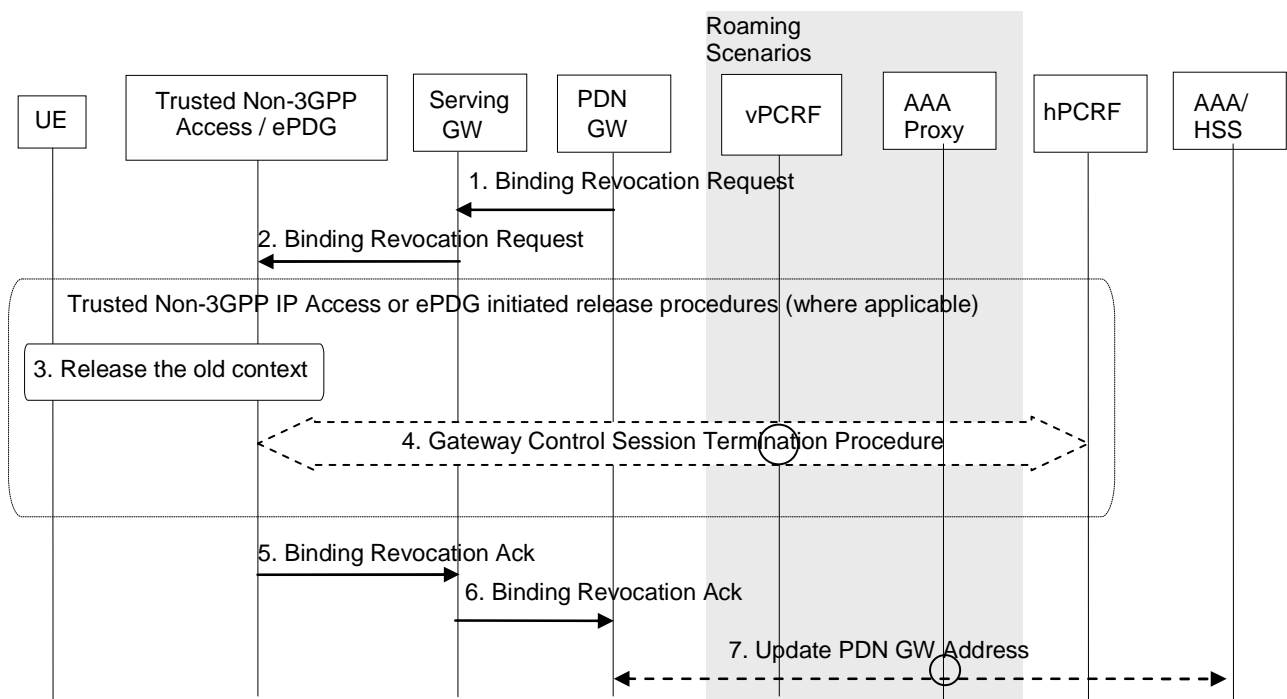 Roaming
Scenarios
UE
Trusted Non-3GPP
Access / ePDG
Serving
GW
PDN
GW
vPCRF
AAA
Proxy
hPCRF
AAA/
HSS
1. Binding Revocation Request
2. Binding Revocation Request
Trusted Non-3GPP IP Access or ePDG initiated release procedures (where applicable)
3. Release the old context
4. Gateway Control Session Termination Procedure
5. Binding Revocation Ack
6. Binding Revocation Ack
7. Update PDN GW Address